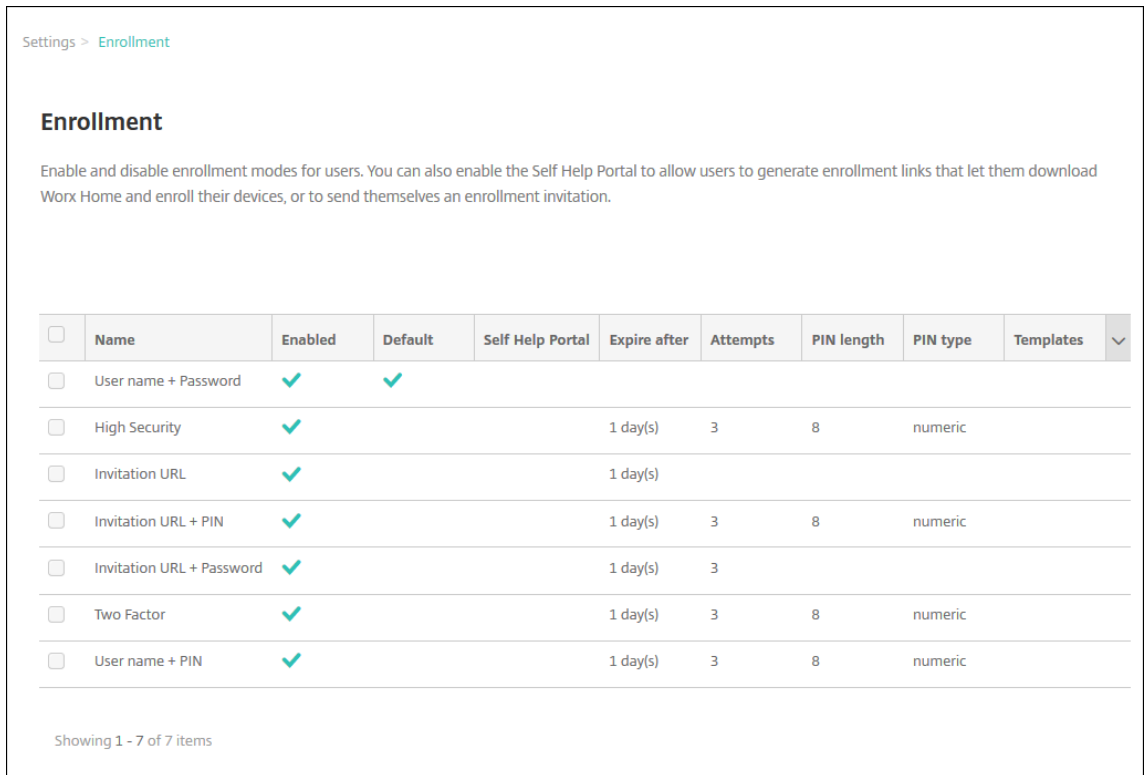 Settings > Enrollment
Enrollment
Enable and disable enrollment modes for users. You can also enable the Self Help Portal to allow users to generate enrollment links that let them download
Worx Home and enroll their devices, or to send themselves an enrollment invitation.
Name Enabled Default Self Help Portal Expire after Attempts PIN length PIN type Templates
User name + Password
High Security 1 day(s) 3 8 numeric
Invitation URL 1 day(s)
Invitation URL + PIN 1 day(s) 3 8 numeric
Invitation URL + Password 1 day(s) 3
Two Factor 1 day(s) 3 8 numeric
User name + PIN 1 day(s) 3 8 numeric
Showing 1 - 7 of 7 items